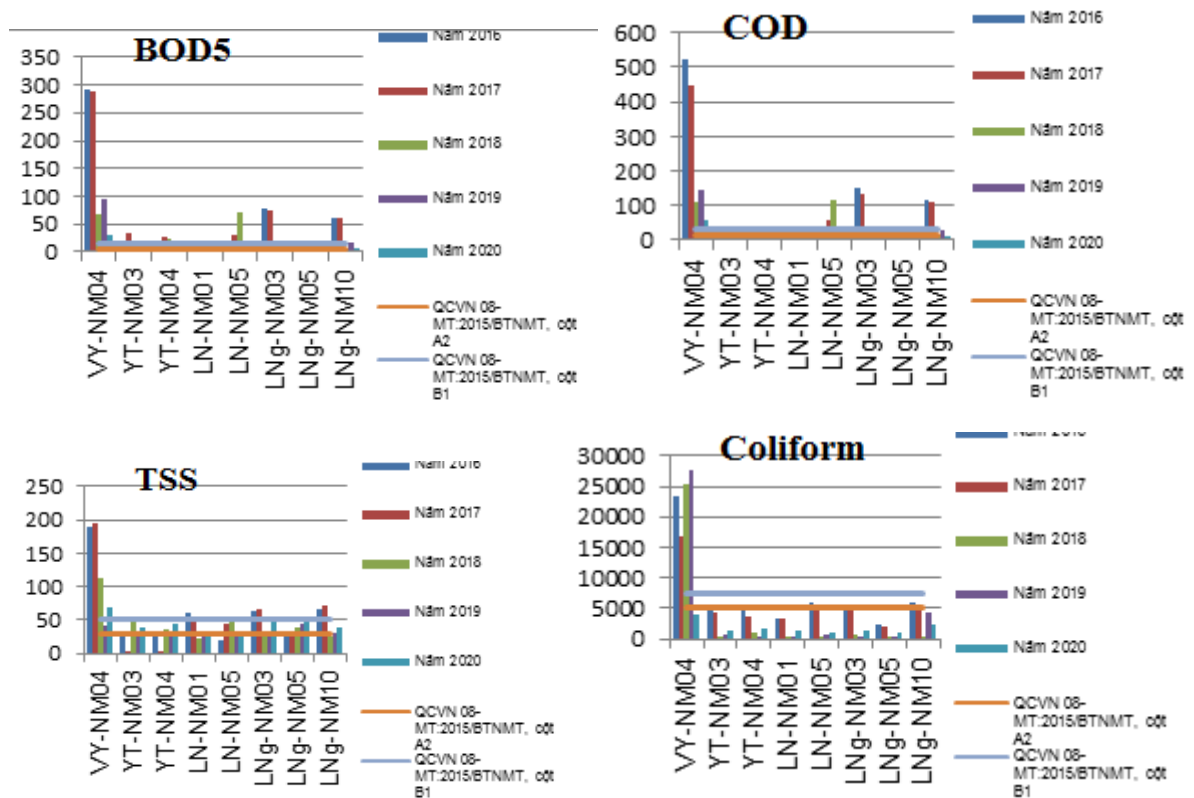 BOD5
350
300
250
200
150
100
50
0
VY-NM04
YT-NM03
YT-NM04
LN-NM01
LN-NM05
LNg-NM03
LNg-NM05
LNg-NM10
Năm 2016
Năm 2017
Năm 2018
Năm 2019
Năm 2020
QCVN 08-
MT:2015/BTNMT, cột
A2
QCVN 08-
MT:2015/BTNMT, cột
B1
COD
600
500
400
300
200
100
0
VY-NM04
YT-NM03
YT-NM04
LN-NM01
LN-NM05
LNg-NM03
LNg-NM05
LNg-NM10
Năm 2016
Năm 2017
Năm 2018
Năm 2019
Năm 2020
QCVN 08-
MT:2015/BTNMT, cột
A2
QCVN 08-
MT:2015/BTNMT, cột
B1
TSS
250
200
150
100
50
0
VY-NM04
YT-NM03
YT-NM04
LN-NM01
LN-NM05
LNg-NM03
LNg-NM05
LNg-NM10
Năm 2016
Năm 2017
Năm 2018
Năm 2019
Năm 2020
QCVN 08-
MT:2015/BTNMT, cột
A2
QCVN 08-
MT:2015/BTNMT, cột
B1
Coliform
30000
25000
20000
15000
10000
5000
0
VY-NM04
YT-NM03
YT-NM04
LN-NM01
LN-NM05
LNg-NM03
LNg-NM05
LNg-NM10
Năm 2017
Năm 2018
Năm 2019
Năm 2020
QCVN 08-
MT:2015/BTNMT, cột
A2
QCVN 08-
MT:2015/BTNMT, cột
B1